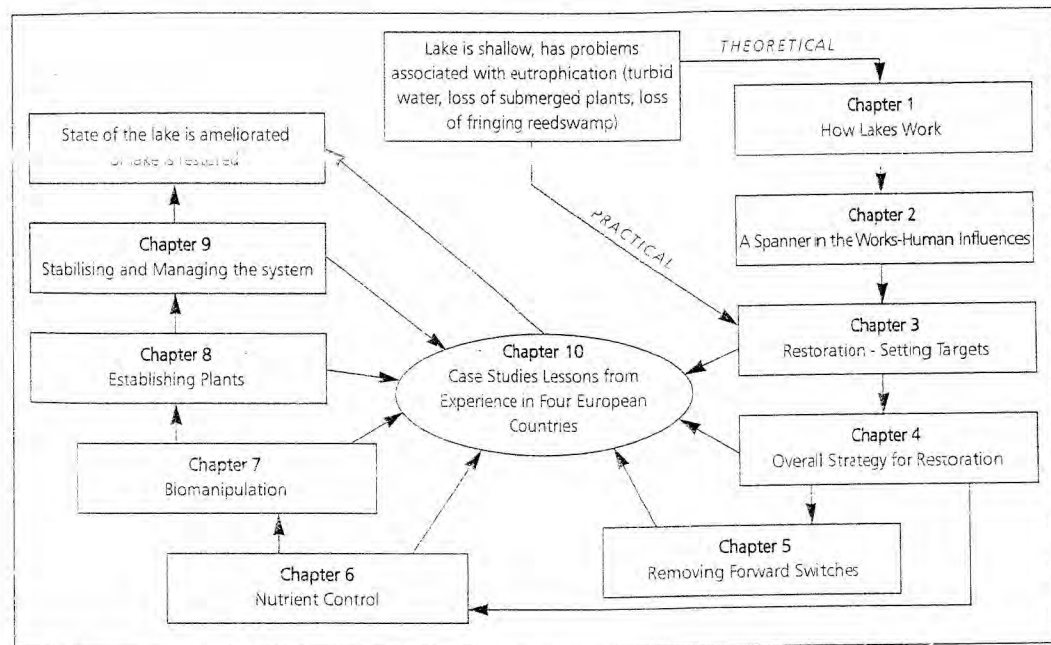 Lake is shallow, has problems
associated with eutrophication (turbid
water, loss of submerged plants, loss
of fringing reedswamp)
THEORETICAL
PRACTICAL
Chapter 1
How Lakes Work
Chapter 2
A Spanner in the Works-Human Influences
Chapter 3
Restoration - Setting Targets
Chapter 4
Overall Strategy for Restoration
Chapter 5
Removing Forward Switches
Chapter 6
Nutrient Control
Chapter 7
Biomanipulation
Chapter 8
Establishing Plants
Chapter 9
Stabilising and Managing the system
Chapter 10
Case Studies Lessons from
Experience in Four European
Countries
State of the lake is ameliorated
or lake is restored